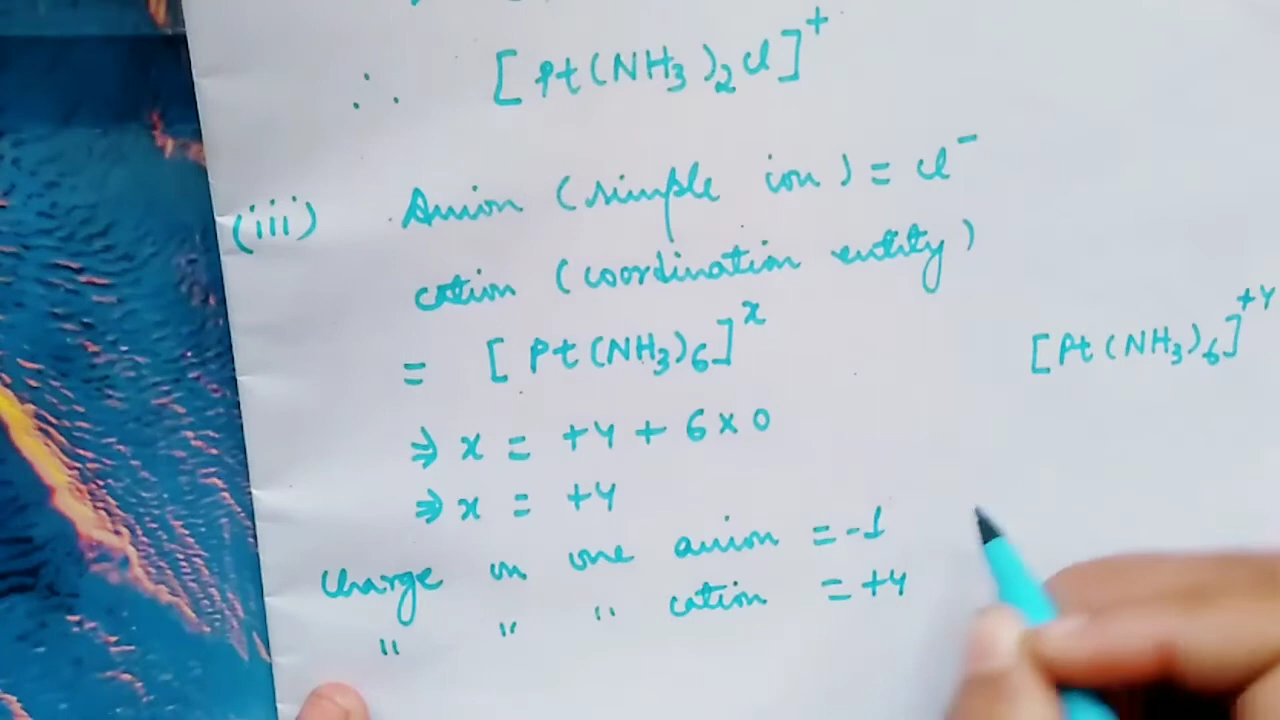 ∴ [Pt(NH₃)₂Cl]⁺
(iii) Anion (simple ion) = Cl⁻
cation (coordination entity)
= [Pt(NH₃)₆]ˣ
[Pt(NH₃)₆]⁺⁴
⇒ x = +4 + 6 × 0
⇒ x = +4
Charge on one anion = -1
" " " cation = +4